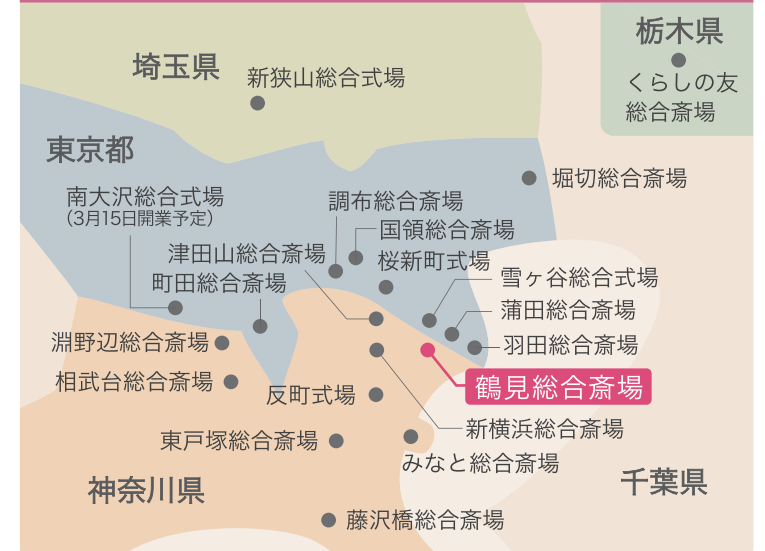 栃木県
くらしの友
総合斎場
埼玉県
新狭山総合式場
東京都
堀切総合斎場
南大沢総合式場
（3月15日開業予定）
調布総合斎場
国領総合斎場
津田山総合斎場
桜新町式場
町田総合斎場
雪ヶ谷総合式場
蒲田総合斎場
淵野辺総合斎場
羽田総合斎場
相武台総合斎場
反町式場
鶴見総合斎場
東戸塚総合斎場
新横浜総合斎場
みなと総合斎場
神奈川県
千葉県
藤沢橋総合斎場